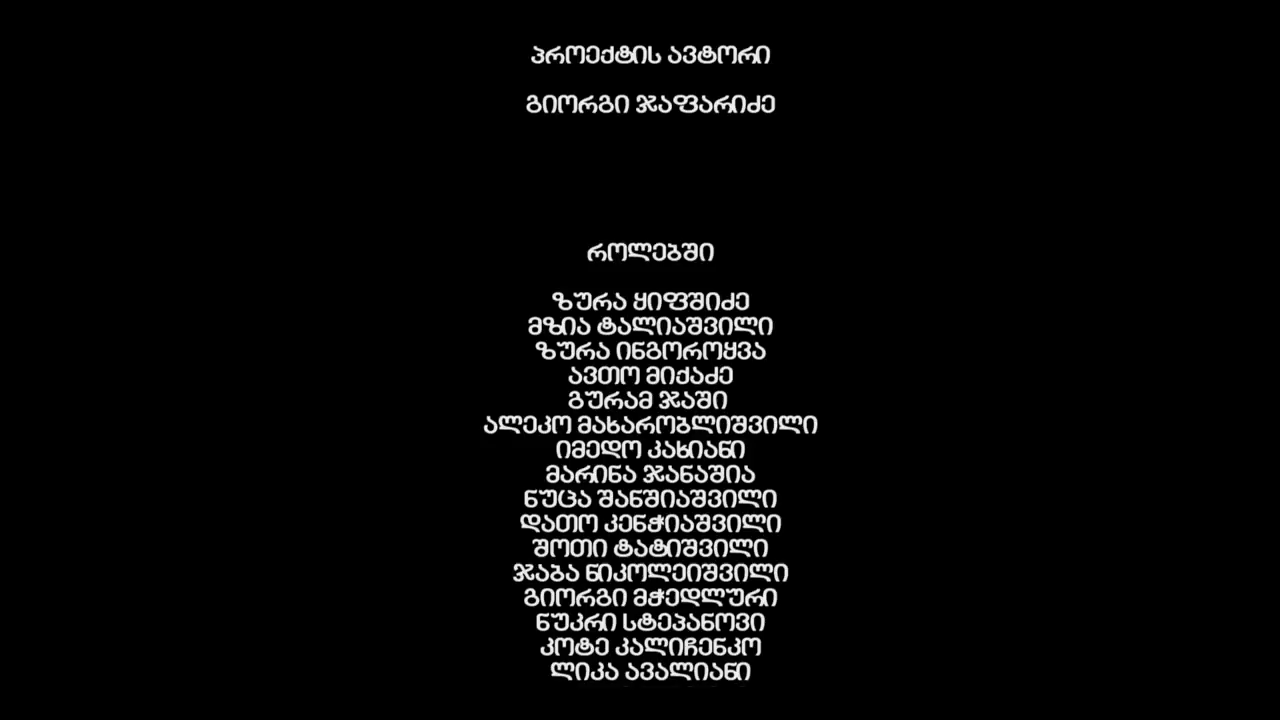 პროექტის ავტორი
გიორგი ჯაფარიძე
როლებში
ზურა ყიფშიძე
მზია ტალიაშვილი
ზურა ინგოროყვა
ავთო მიქაძე
გურამ ჯაში
ალეკო მახარობლიშვილი
იმედო კახიანი
მარინა ჯანაშია
ნუცა შანშიაშვილი
დათო კენჭიაშვილი
შოთი ტატიშვილი
ჯაბა ნიკოლეიშვილი
გიორგი მჭედლური
ნუკრი სტეპანოვი
კოტე კალიჩენკო
ლიკა ავალიანი